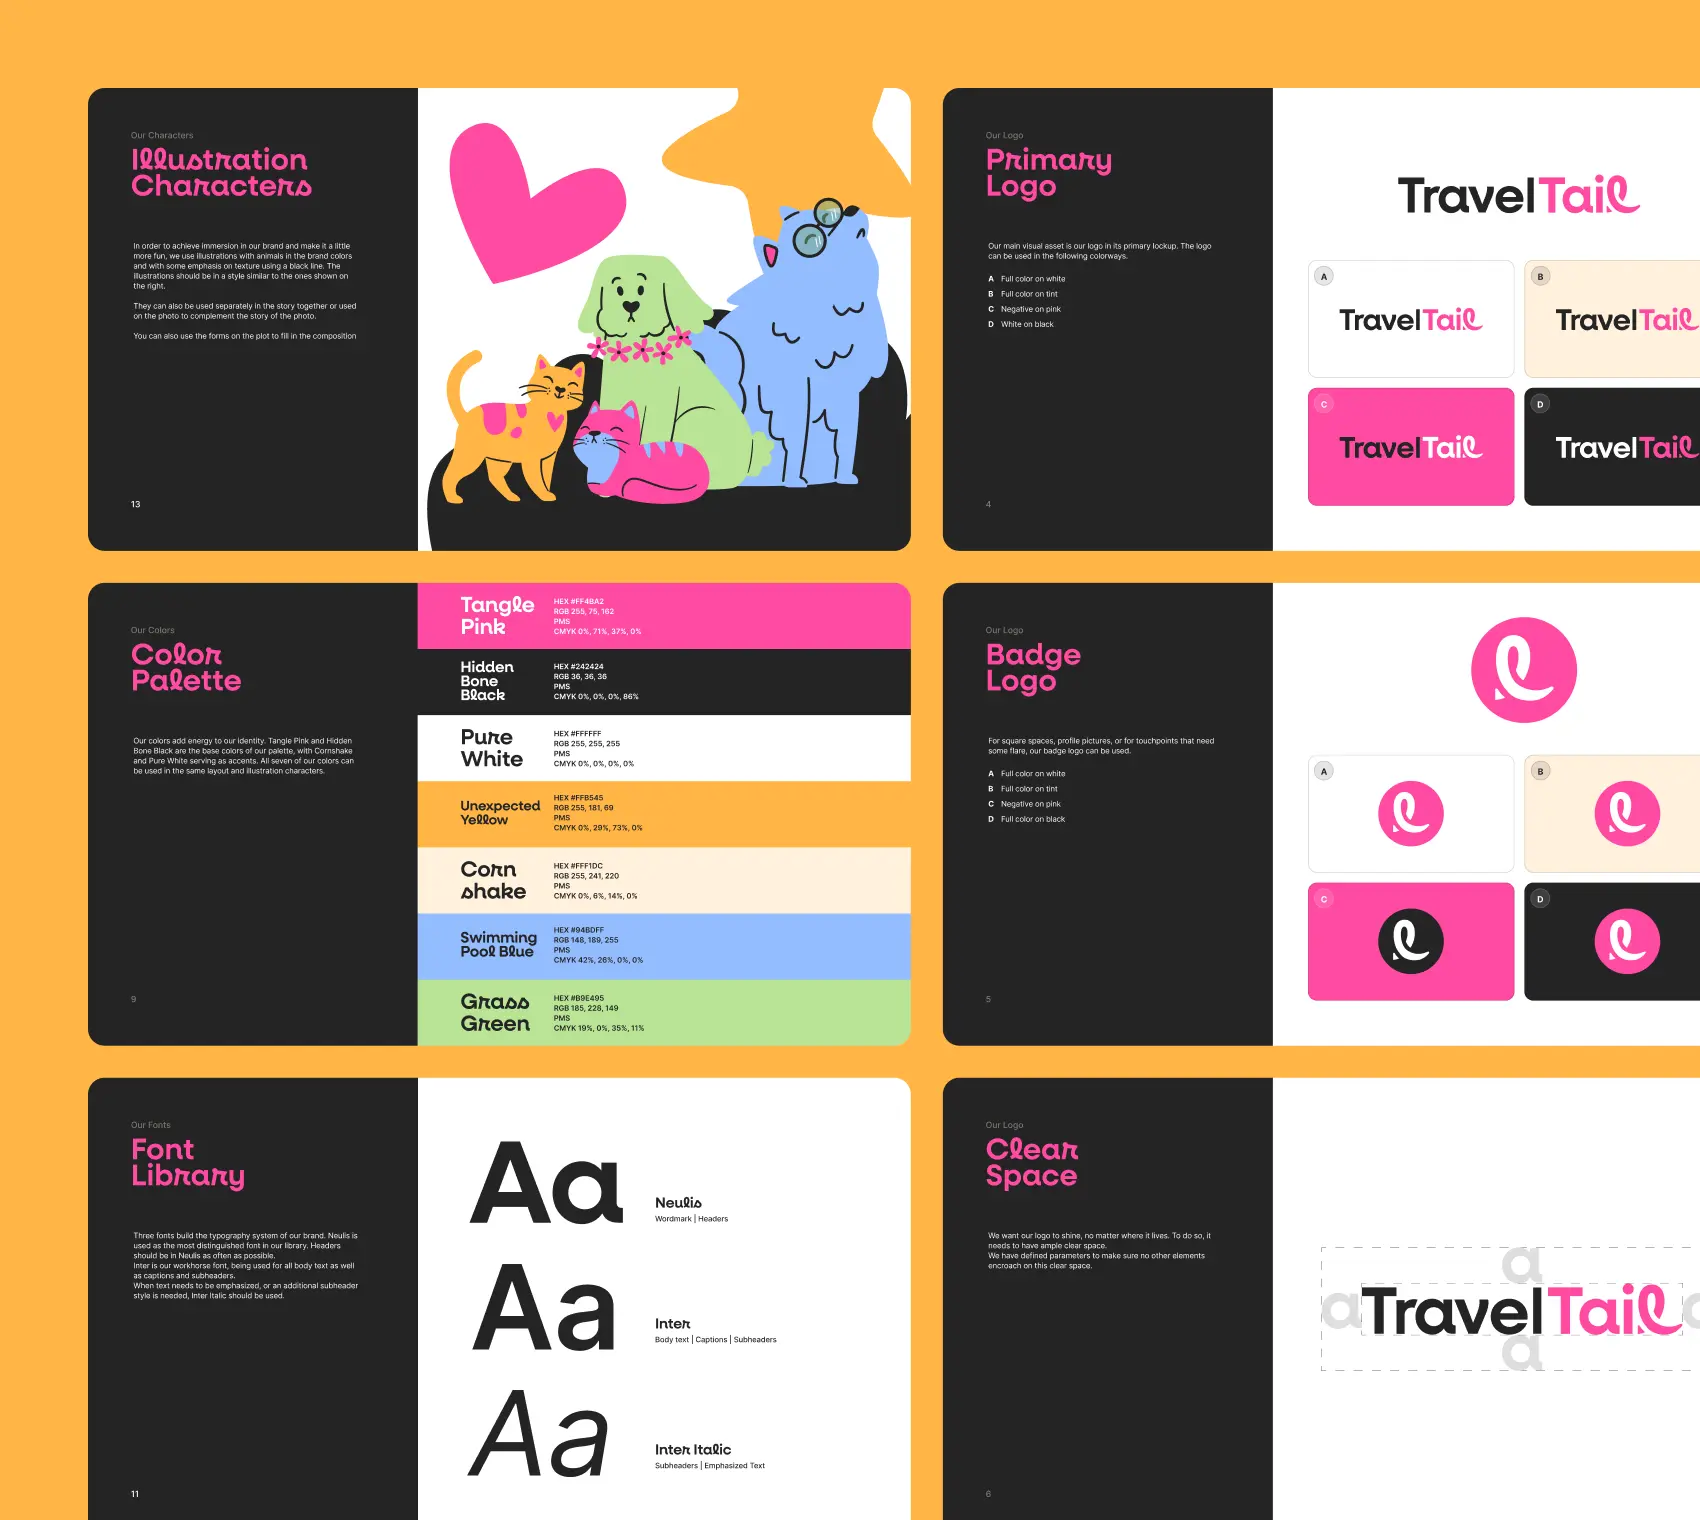 Our Characters
Illustration
Characters
In order to achieve immersion in our brand and make it a little
more fun, we use illustrations with animals in the brand colors
and with some emphasis on texture using a black line. The
illustrations should be in a style similar to the ones shown on
the right.
They can also be used separately in the story together or used
on the photo to complement the story of the photo.
You can also use the forms on the plot to fill in the composition
13
Our Logo
Primary
Logo
Our main visual asset is our logo in its primary lockup. The logo
can be used in the following colorways.
A Full color on white
B Full color on tint
C Negative on pink
D White on black
4
TravelTail
A
TravelTail
B
TravelTail
C
TravelTail
D
TravelTail
Our Colors
Color
Palette
Our colors add energy to our identity. Tangle Pink and Hidden
Bone Black are the base colors of our palette, with Cornshake
and Pure White serving as accents. All seven of our colors can
be used in the same layout and illustration characters.
9
Tangle
Pink
HEX #FF4BA2
RGB 255, 75, 162
PMS
CMYK 0%, 71%, 37%, 0%
Hidden
Bone
Black
HEX #242424
RGB 36, 36, 36
PMS
CMYK 0%, 0%, 0%, 86%
Pure
White
HEX #FFFFFF
RGB 255, 255, 255
PMS
CMYK 0%, 0%, 0%, 0%
Unexpected
Yellow
HEX #FFB545
RGB 255, 181, 69
PMS
CMYK 0%, 29%, 73%, 0%
Corn
shake
HEX #FFF1DC
RGB 255, 241, 220
PMS
CMYK 0%, 6%, 14%, 0%
Swimming
Pool Blue
HEX #94BDFF
RGB 148, 189, 255
PMS
CMYK 42%, 26%, 0%, 0%
Grass
Green
HEX #B9E495
RGB 185, 228, 149
PMS
CMYK 19%, 0%, 35%, 11%
Our Logo
Badge
Logo
For square spaces, profile pictures, or for touchpoints that need
some flare, our badge logo can be used.
A Full color on white
B Full color on tint
C Negative on pink
D Full color on black
5
A
B
C
D
Our Fonts
Font
Library
Three fonts build the typography system of our brand. Neulis is
used as the most distinguished font in our library. Headers
should be in Neulis as often as possible.
Inter is our workhorse font, being used for all body text as well
as captions and subheaders.
When text needs to be emphasized, or an additional subheader
style is needed, Inter Italic should be used.
11
Aa
Neulis
Wordmark | Headers
Aa
Inter
Body text | Captions | Subheaders
Aa
Inter Italic
Subheaders | Emphasized Text
Our Logo
Clear
Space
We want our logo to shine, no matter where it lives. To do so, it
needs to have ample clear space.
We have defined parameters to make sure no other elements
encroach on this clear space.
6
a
a
TravelTail
a